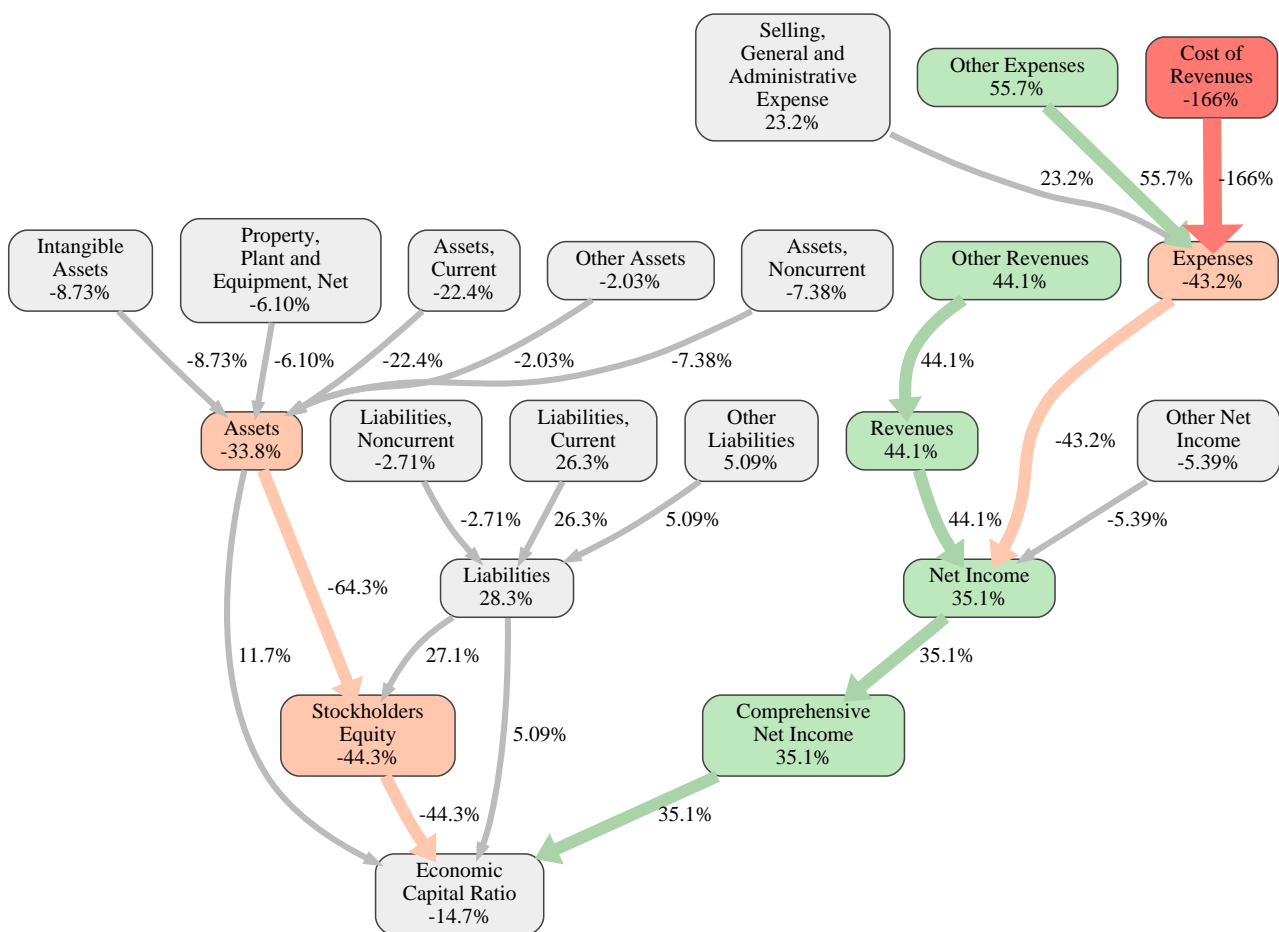 Selling,
General and
Administrative
Expense
23.2%
Other Expenses
55.7%
Cost of
Revenues
-166%
23.2%
55.7%
-166%
Intangible
Assets
-8.73%
Property,
Plant and
Equipment, Net
-6.10%
Assets,
Current
-22.4%
Other Assets
-2.03%
Assets,
Noncurrent
-7.38%
Other Revenues
44.1%
Expenses
-43.2%
-8.73%
-6.10%
-22.4%
-2.03%
-7.38%
44.1%
-43.2%
Assets
-33.8%
Liabilities,
Noncurrent
-2.71%
Liabilities,
Current
26.3%
Other
Liabilities
5.09%
Revenues
44.1%
Other Net
Income
-5.39%
-2.71%
26.3%
5.09%
44.1%
-5.39%
-64.3%
Liabilities
28.3%
Net Income
35.1%
11.7%
27.1%
35.1%
Stockholders
Equity
-44.3%
5.09%
Comprehensive
Net Income
35.1%
-44.3%
35.1%
Economic
Capital Ratio
-14.7%